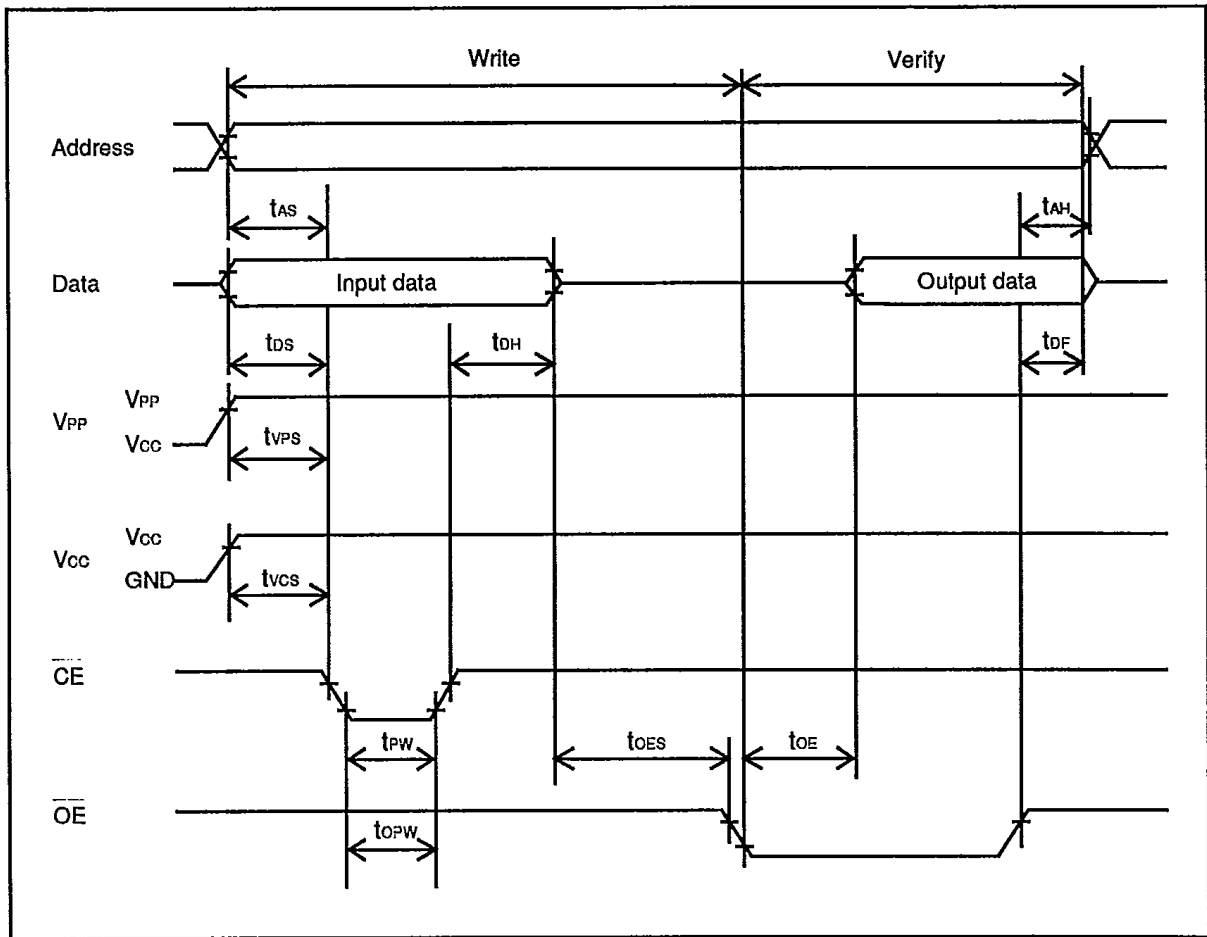 Write Verify
Address
tAS tAH
Data Input data Output data
tDS tDH tDF
VPP VPP
VCC
tVPS
VCC VCC
GND tVCS
CE
tPW tOES tOE
OE
tOPW